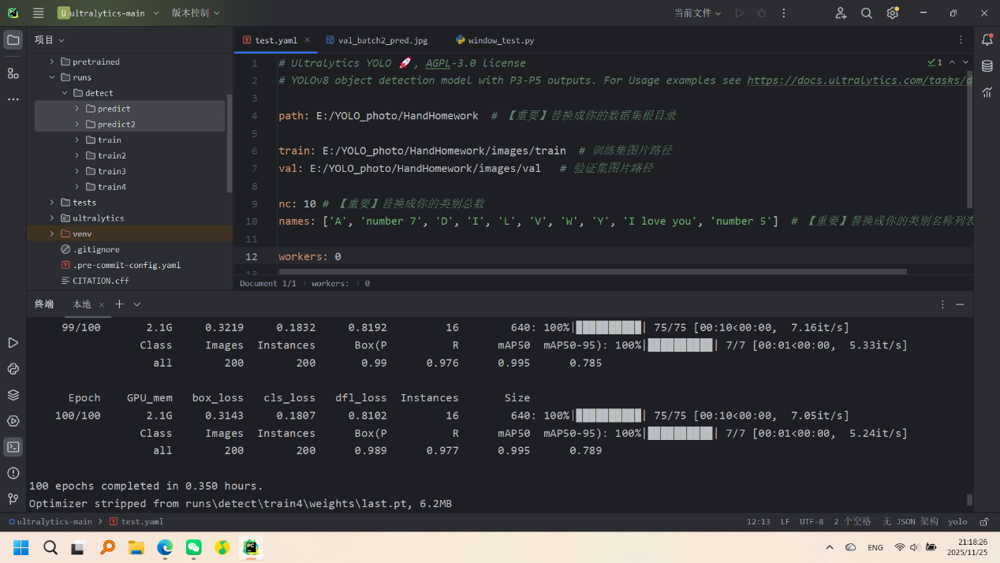 U ultralytics-main 版本控制 当前文件
项目
pretrained
runs
detect
predict
predict2
train
train2
train3
train4
tests
ultralytics
venv
.gitignore
.pre-commit-config.yaml
CITATION.cff
test.yaml val_batch2_pred.jpg window_test.py
1 # Ultralytics YOLO 🚀, AGPL-3.0 license
2 # YOLOv8 object detection model with P3-P5 outputs. For Usage examples see https://docs.ultralytics.com/tasks/d
3
4 path: E:/YOLO_photo/HandHomework # 【重要】替换成你的数据集根目录
5
6 train: E:/YOLO_photo/HandHomework/images/train # 训练集图片路径
7 val: E:/YOLO_photo/HandHomework/images/val # 验证集图片路径
8
9 nc: 10 # 【重要】替换成你的类别总数
10 names: ['A', 'number 7', 'D', 'I', 'L', 'V', 'W', 'Y', 'I love you', 'number 5'] # 【重要】替换成你的类别名称列表
11
12 workers: 0
13
1
Document 1/1 › workers: › 0
终端 本地
99/100 2.1G 0.3219 0.1832 0.8192 16 640: 100%|██████████| 75/75 [00:10<00:00, 7.16it/s]
Class Images Instances Box(P R mAP50 mAP50-95): 100%|██████████| 7/7 [00:01<00:00, 5.33it/s]
all 200 200 0.99 0.976 0.995 0.785
Epoch GPU_mem box_loss cls_loss dfl_loss Instances Size
100/100 2.1G 0.3143 0.1807 0.8102 16 640: 100%|██████████| 75/75 [00:10<00:00, 7.05it/s]
Class Images Instances Box(P R mAP50 mAP50-95): 100%|██████████| 7/7 [00:01<00:00, 5.24it/s]
all 200 200 0.989 0.977 0.995 0.789
100 epochs completed in 0.350 hours.
Optimizer stripped from runs\detect\train4\weights\last.pt, 6.2MB
ultralytics-main › test.yaml 12:13 LF UTF-8 2 个空格 无 JSON 架构 yolo
ENG 21:18:26
2025/11/25